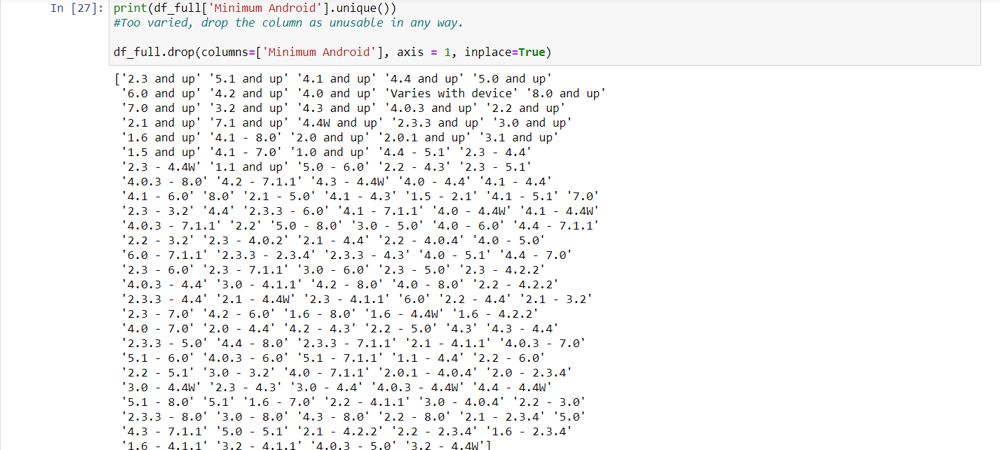 In [27]: print(df_full['Minimum Android'].unique())
#Too varied, drop the column as unusable in any way.
df_full.drop(columns=['Minimum Android'], axis = 1, inplace=True)
['2.3 and up' '5.1 and up' '4.1 and up' '4.4 and up' '5.0 and up'
'6.0 and up' '4.2 and up' '4.0 and up' 'Varies with device' '8.0 and up'
'7.0 and up' '3.2 and up' '4.3 and up' '4.0.3 and up' '2.2 and up'
'2.1 and up' '7.1 and up' '4.4W and up' '2.3.3 and up' '3.0 and up'
'1.6 and up' '4.1 - 8.0' '2.0 and up' '2.0.1 and up' '3.1 and up'
'1.5 and up' '4.1 - 7.0' '1.0 and up' '4.4 - 5.1' '2.3 - 4.4'
'2.3 - 4.4W' '1.1 and up' '5.0 - 6.0' '2.2 - 4.3' '2.3 - 5.1'
'4.0.3 - 8.0' '4.2 - 7.1.1' '4.3 - 4.4W' '4.0 - 4.4' '4.1 - 4.4'
'4.1 - 6.0' '8.0' '2.1 - 5.0' '4.1 - 4.3' '1.5 - 2.1' '4.1 - 5.1' '7.0'
'2.3 - 3.2' '4.4' '2.3.3 - 6.0' '4.1 - 7.1.1' '4.0 - 4.4W' '4.1 - 4.4W'
'4.0.3 - 7.1.1' '2.2' '5.0 - 8.0' '3.0 - 5.0' '4.0 - 6.0' '4.4 - 7.1.1'
'2.2 - 3.2' '2.3 - 4.0.2' '2.1 - 4.4' '2.2 - 4.0.4' '4.0 - 5.0'
'6.0 - 7.1.1' '2.3.3 - 2.3.4' '2.3.3 - 4.3' '4.0 - 5.1' '4.4 - 7.0'
'2.3 - 6.0' '2.3 - 7.1.1' '3.0 - 6.0' '2.3 - 5.0' '2.3 - 4.2.2'
'4.0.3 - 4.4' '3.0 - 4.1.1' '4.2 - 8.0' '4.0 - 8.0' '2.2 - 4.2.2'
'2.3.3 - 4.4' '2.1 - 4.4W' '2.3 - 4.1.1' '6.0' '2.2 - 4.4' '2.1 - 3.2'
'2.3 - 7.0' '4.2 - 6.0' '1.6 - 8.0' '1.6 - 4.4W' '1.6 - 4.2.2'
'4.0 - 7.0' '2.0 - 4.4' '4.2 - 4.3' '2.2 - 5.0' '4.3' '4.3 - 4.4'
'2.3.3 - 5.0' '4.4 - 8.0' '2.3.3 - 7.1.1' '2.1 - 4.1.1' '4.0.3 - 7.0'
'5.1 - 6.0' '4.0.3 - 6.0' '5.1 - 7.1.1' '1.1 - 4.4' '2.2 - 6.0'
'2.2 - 5.1' '3.0 - 3.2' '4.0 - 7.1.1' '2.0.1 - 4.0.4' '2.0 - 2.3.4'
'3.0 - 4.4W' '2.3 - 4.3' '3.0 - 4.4' '4.0.3 - 4.4W' '4.4 - 4.4W'
'5.1 - 8.0' '5.1' '1.6 - 7.0' '2.2 - 4.1.1' '3.0 - 4.0.4' '2.2 - 3.0'
'2.3.3 - 8.0' '3.0 - 8.0' '4.3 - 8.0' '2.2 - 8.0' '2.1 - 2.3.4' '5.0'
'4.3 - 7.1.1' '5.0 - 5.1' '2.1 - 4.2.2' '2.2 - 2.3.4' '1.6 - 2.3.4'
'1.6 - 4.1.1' '3.2 - 4.1.1' '4.0.3 - 5.0' '3.2 - 4.4W']